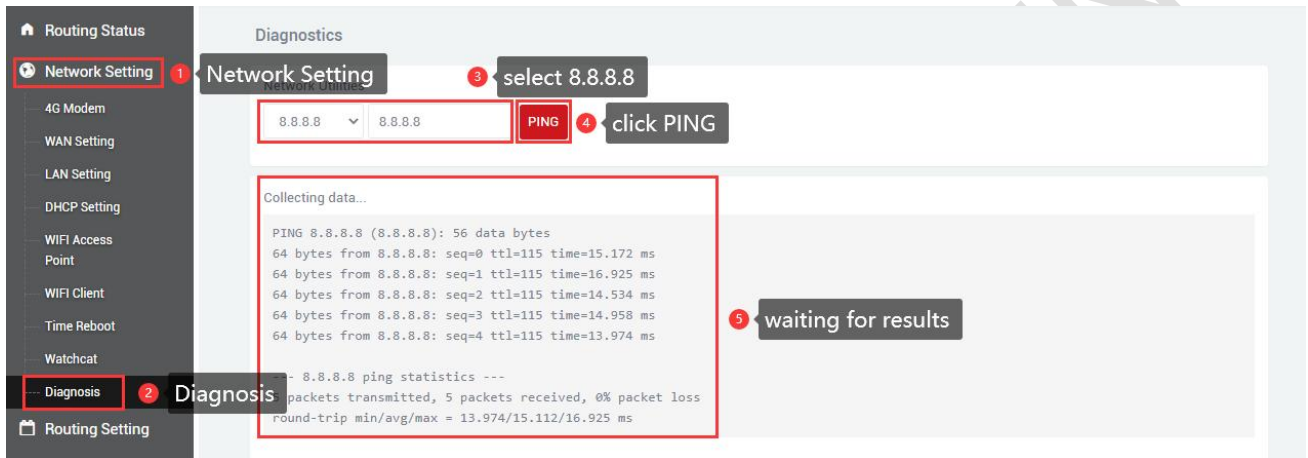 Routing Status
Network Setting
4G Modem
WAN Setting
LAN Setting
DHCP Setting
WIFI Access
Point
WIFI Client
Time Reboot
Watchcat
Diagnosis
Routing Setting
Diagnostics
1 Network Setting
3 select 8.8.8.8
Network Utilities
8.8.8.8 8.8.8.8 PING 4 click PING
Collecting data...
PING 8.8.8.8 (8.8.8.8): 56 data bytes
64 bytes from 8.8.8.8: seq=0 ttl=115 time=15.172 ms
64 bytes from 8.8.8.8: seq=1 ttl=115 time=16.925 ms
64 bytes from 8.8.8.8: seq=2 ttl=115 time=14.534 ms
64 bytes from 8.8.8.8: seq=3 ttl=115 time=14.958 ms
64 bytes from 8.8.8.8: seq=4 ttl=115 time=13.974 ms
5 waiting for results
--- 8.8.8.8 ping statistics ---
2 Diagnosis
packets transmitted, 5 packets received, 0% packet loss
round-trip min/avg/max = 13.974/15.112/16.925 ms